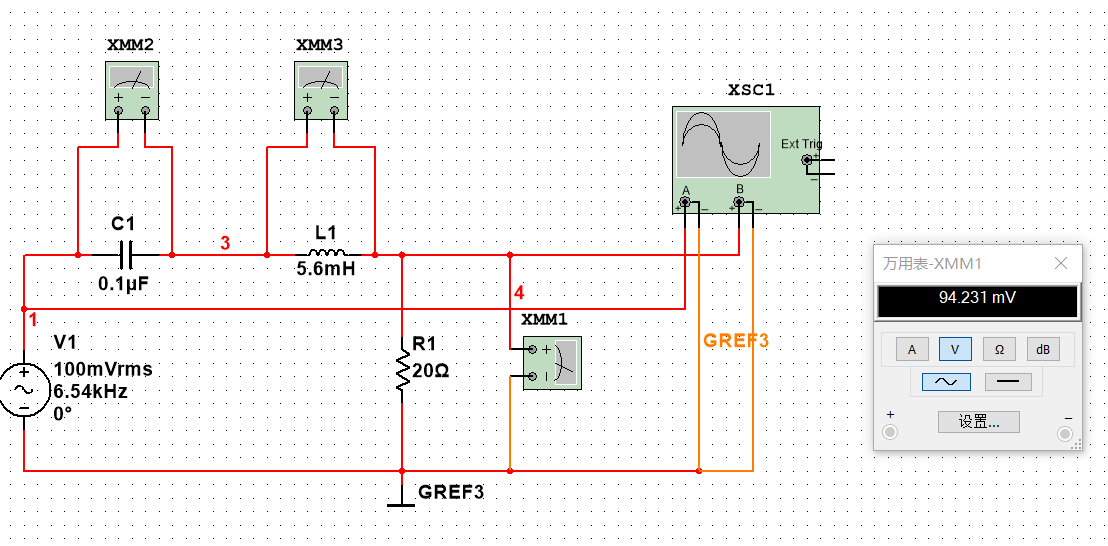 XMM2
XMM3
+ −
+ −
XSC1
Ext Trig
+
−
A
B
+ −
+ −
C1
3
L1
0.1µF
5.6mH
万用表-XMM1
94.231 mV
1
4
XMM1
GREF3
V1
100mVrms
6.54kHz
0°
R1
20Ω
A
V
Ω
dB
设置...
+
−
GREF3